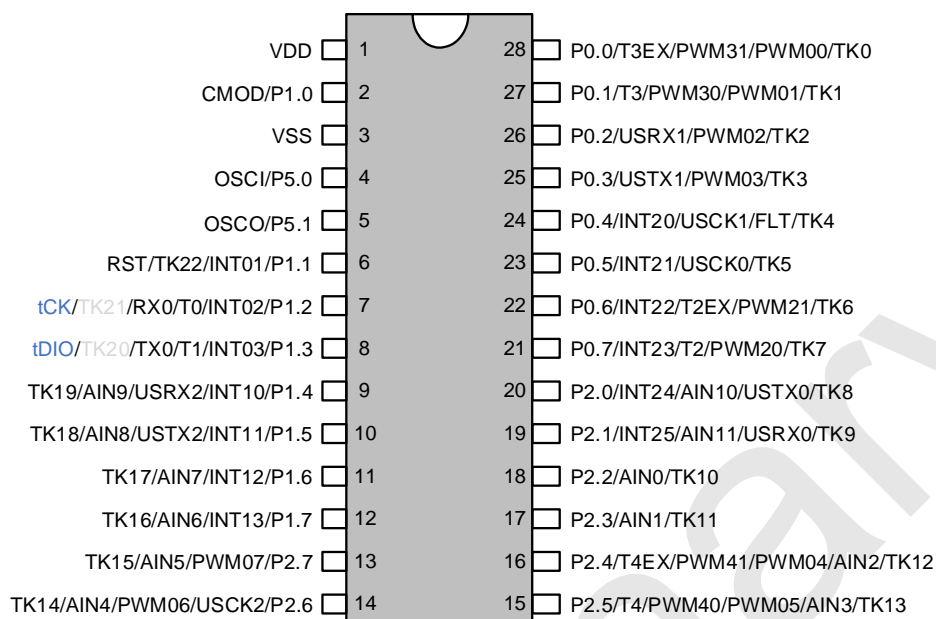 VDD 1 28 P0.0/T3EX/PWM31/PWM00/TK0
CMOD/P1.0 2 27 P0.1/T3/PWM30/PWM01/TK1
VSS 3 26 P0.2/USRX1/PWM02/TK2
OSCI/P5.0 4 25 P0.3/USTX1/PWM03/TK3
OSCO/P5.1 5 24 P0.4/INT20/USCK1/FLT/TK4
RST/TK22/INT01/P1.1 6 23 P0.5/INT21/USCK0/TK5
tCK/TK21/RX0/T0/INT02/P1.2 7 22 P0.6/INT22/T2EX/PWM21/TK6
tDIO/TK20/TX0/T1/INT03/P1.3 8 21 P0.7/INT23/T2/PWM20/TK7
TK19/AIN9/USRX2/INT10/P1.4 9 20 P2.0/INT24/AIN10/USTX0/TK8
TK18/AIN8/USTX2/INT11/P1.5 10 19 P2.1/INT25/AIN11/USRX0/TK9
TK17/AIN7/INT12/P1.6 11 18 P2.2/AIN0/TK10
TK16/AIN6/INT13/P1.7 12 17 P2.3/AIN1/TK11
TK15/AIN5/PWM07/P2.7 13 16 P2.4/T4EX/PWM41/PWM04/AIN2/TK12
TK14/AIN4/PWM06/USCK2/P2.6 14 15 P2.5/T4/PWM40/PWM05/AIN3/TK13